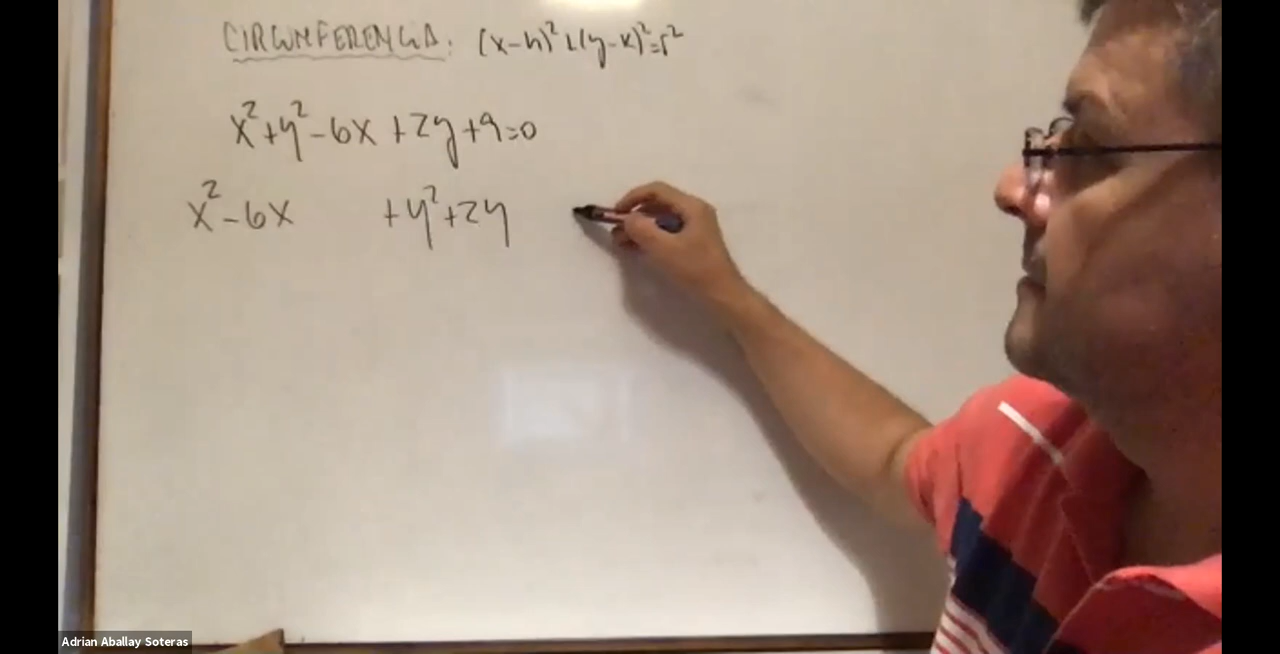 CIRCUNFERENCIA: (x-h)²+(y-k)²=r²
x²+y²-6x+2y+9=0
x²-6x +y²+2y
Adrian Aballay Soteras